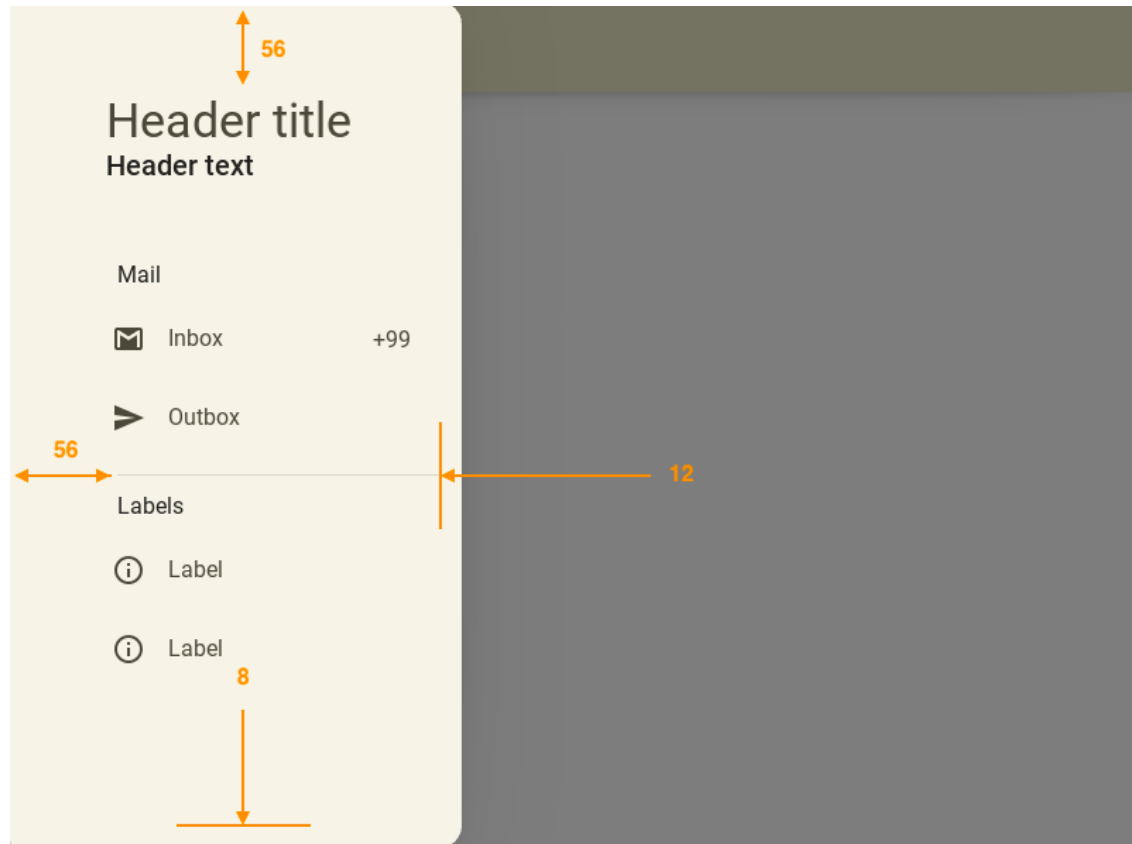 56
Header title
Header text
Mail
Inbox +99
Outbox
56
12
Labels
Label
Label
8